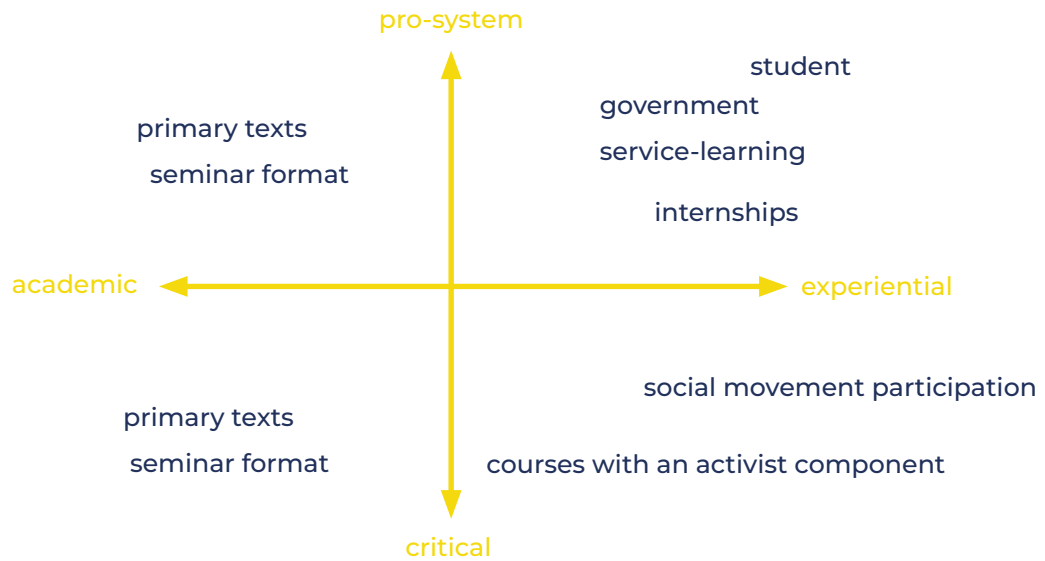 pro-system
student
government
primary texts
service-learning
seminar format
internships
academic
experiential
social movement participation
primary texts
seminar format
courses with an activist component
critical